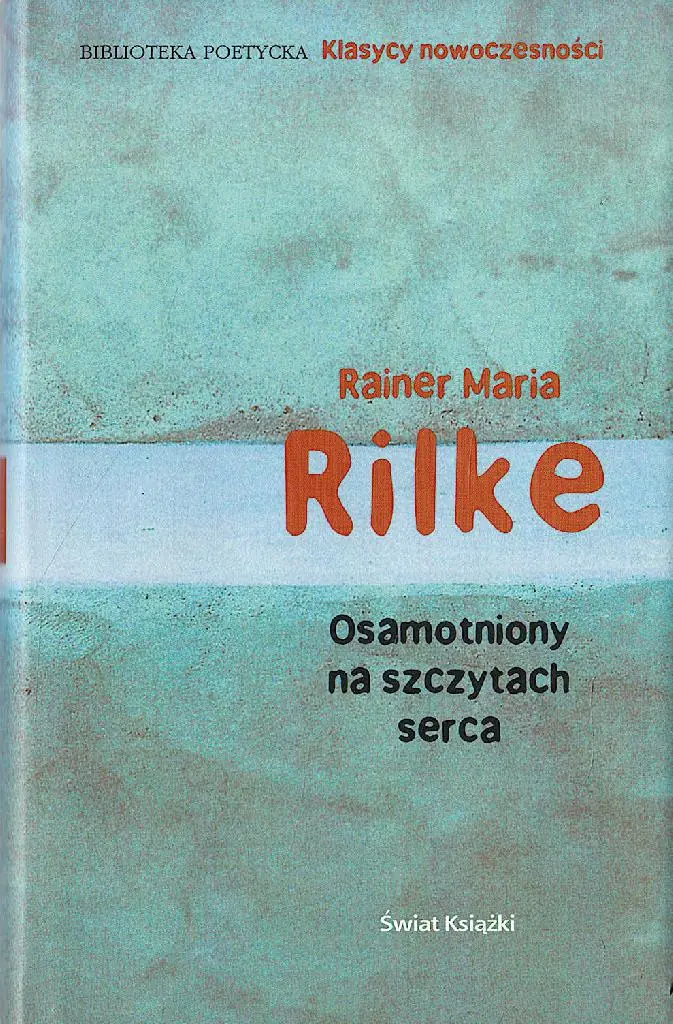 BIBLIOTEKA POETYCKA Klasycy nowoczesności
Rainer Maria
Rilke
Osamotniony
na szczytach
serca
Świat Książki